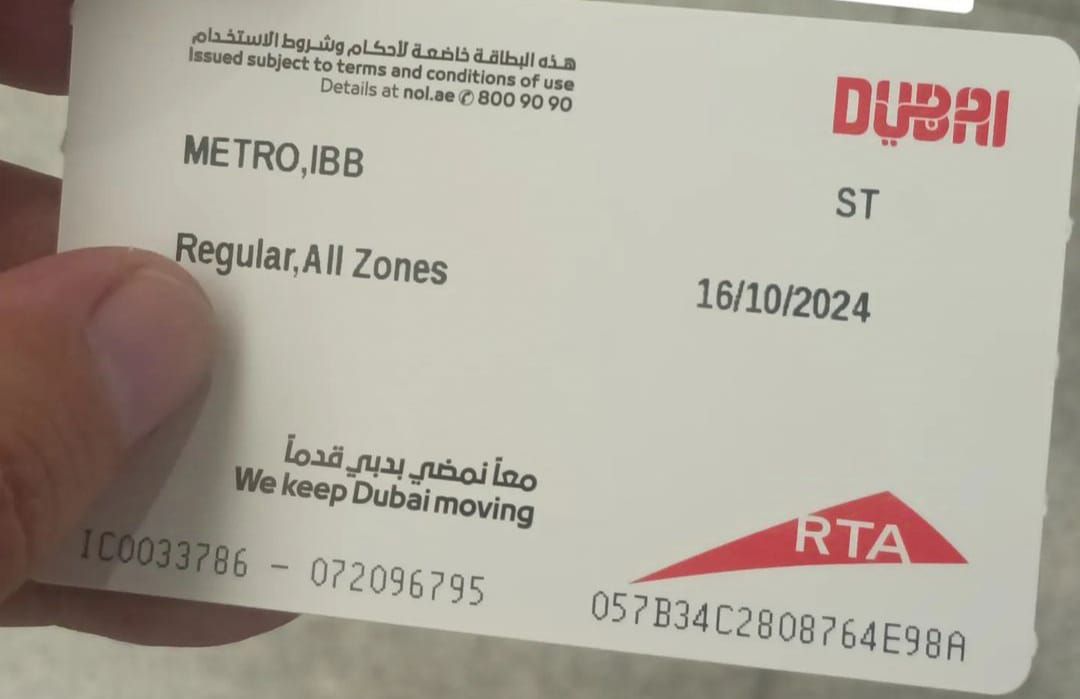 هذه البطاقة خاضعة لأحكام وشروط الاستخدام
Issued subject to terms and conditions of use
Details at nol.ae ✆ 800 90 90
DUBAI
METRO,IBB
ST
Regular,All Zones
16/10/2024
معاً نمضي بدبي قدماً
We keep Dubai moving
RTA
IC0033786 - 072096795
057B34C2808764E98A